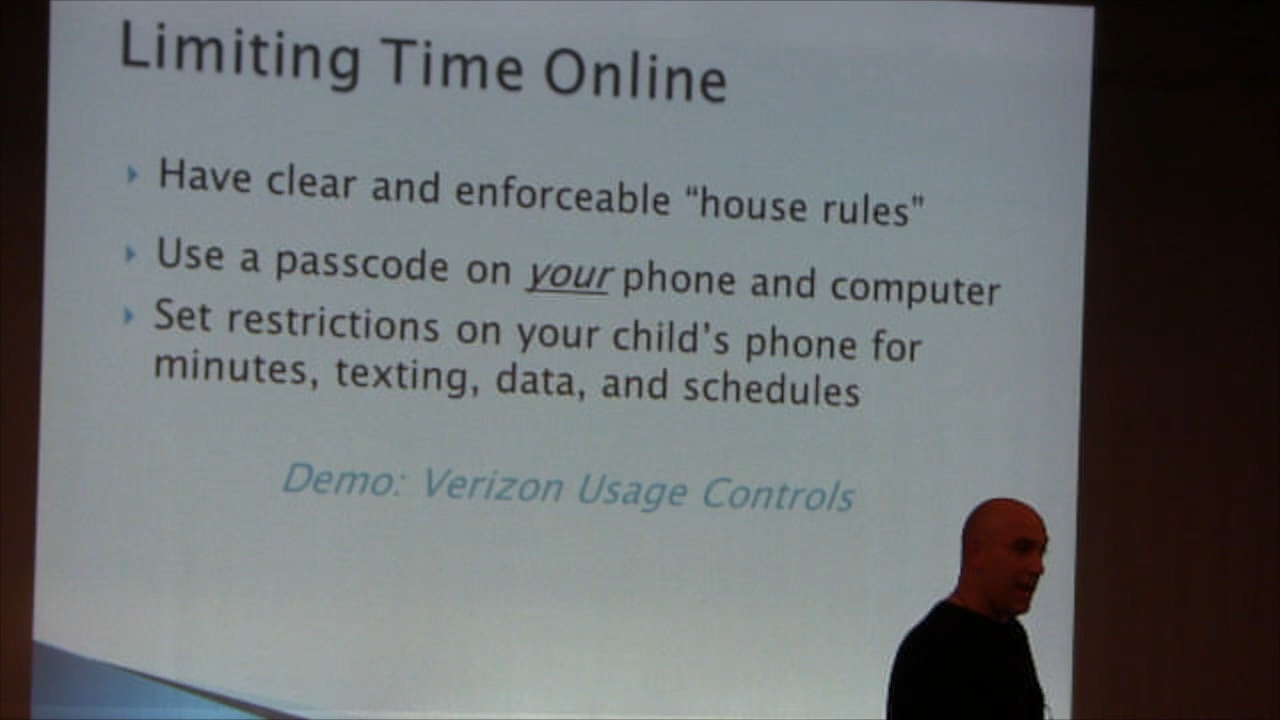 Limiting Time Online
Have clear and enforceable “house rules”
Use a passcode on your phone and computer
Set restrictions on your child's phone for
minutes, texting, data, and schedules
Demo: Verizon Usage Controls